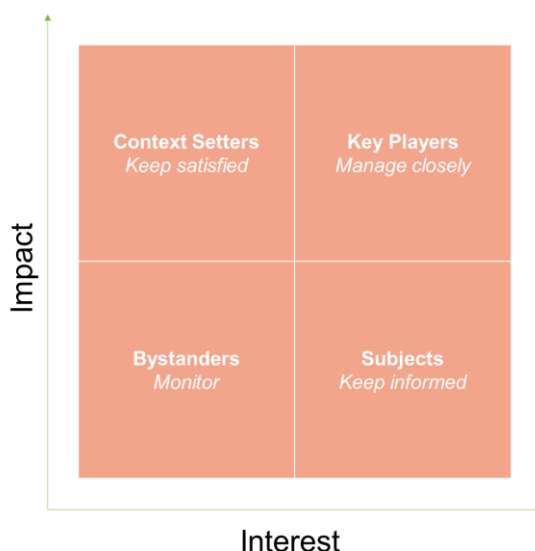 Context Setters
Keep satisfied
Key Players
Manage closely
Impact
Bystanders
Monitor
Subjects
Keep informed
Interest